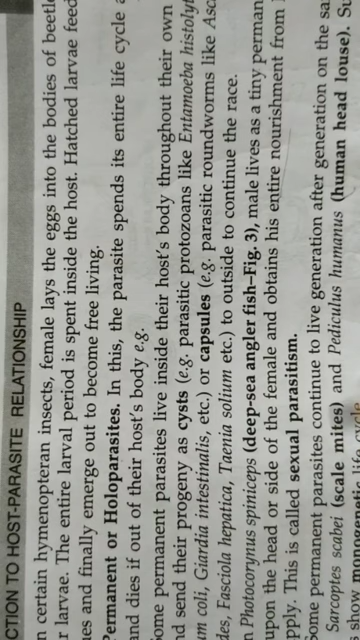 CTION TO HOST-PARASITE RELATIONSHIP
n certain hymenopteran insects, female lays the eggs into the bodies of beetle
r larvae. The entire larval period is spent inside the host. Hatched larvae feed
ues and finally emerge out to become free living.
Permanent or Holoparasites. In this, the parasite spends its entire life cycle a
and dies if out of their host's body e.g.
ome permanent parasites live inside their host's body throughout their own
nd send their progeny as cysts (e.g. parasitic protozoans like Entamoeba histolyt
m coli, Giardia intestinalis, etc.) or capsules (e.g. parasitic roundworms like Asc
des, Fasciola hepatica, Taenia solium etc.) to outside to continue the race.
n Photocorynus spiniceps (deep-sea angler fish–Fig. 3), male lives as a tiny perman
upon the head or side of the female and obtains his entire nourishment from
pply. This is called sexual parasitism.
ome permanent parasites continue to live generation after generation on the sa
Sarcoptes scabei (scale mites) and Pediculus humanus (human head louse). Su
show monogenetic life cycle